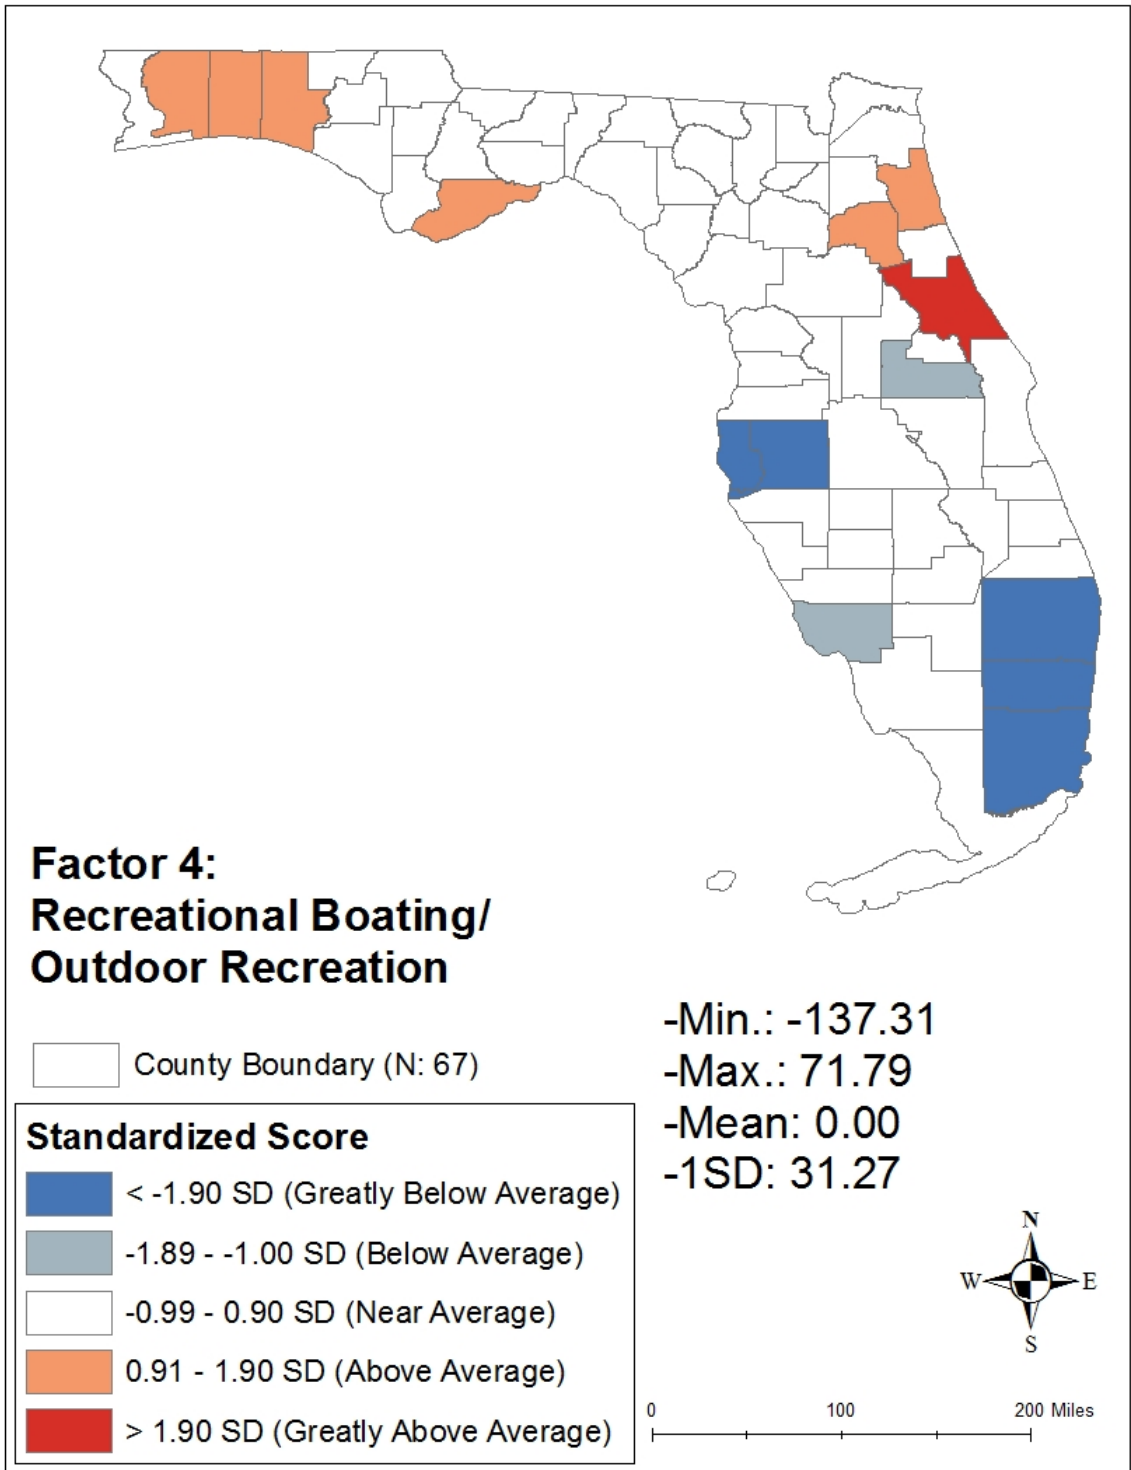 Factor 4:
Recreational Boating/
Outdoor Recreation
County Boundary (N: 67)
Standardized Score
< -1.90 SD (Greatly Below Average)
-1.89 - -1.00 SD (Below Average)
-0.99 - 0.90 SD (Near Average)
0.91 - 1.90 SD (Above Average)
> 1.90 SD (Greatly Above Average)
-Min.: -137.31
-Max.: 71.79
-Mean: 0.00
-1SD: 31.27
N
W E
S
0 100 200 Miles